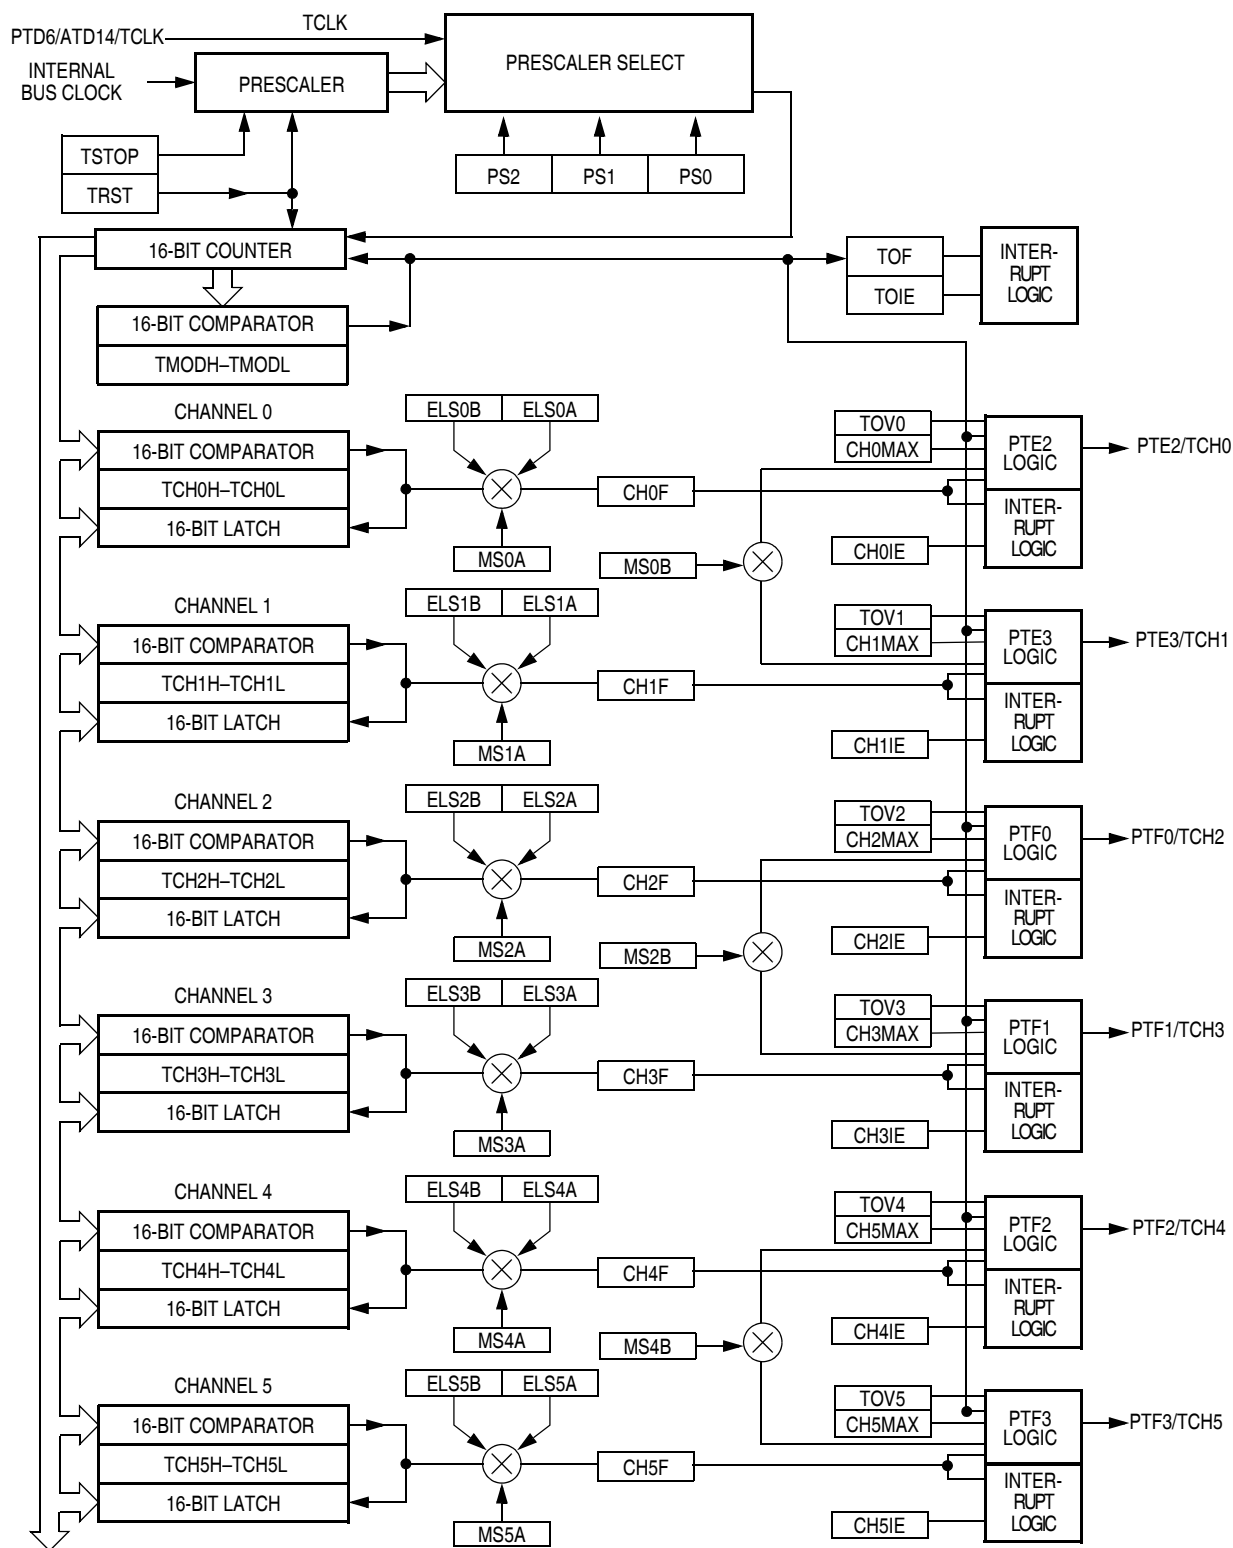 TCLK
PTD6/ATD14/TCLK
INTERNAL
BUS CLOCK
PRESCALER
PRESCALER SELECT
TSTOP
TRST
PS2
PS1
PS0
16-BIT COUNTER
TOF
TOIE
INTER-
RUPT
LOGIC
16-BIT COMPARATOR
TMODH–TMODL
CHANNEL 0
16-BIT COMPARATOR
TCH0H–TCH0L
16-BIT LATCH
ELS0B
ELS0A
MS0A
CH0F
MS0B
TOV0
CH0MAX
CH0IE
PTE2
LOGIC
INTER-
RUPT
LOGIC
PTE2/TCH0
CHANNEL 1
16-BIT COMPARATOR
TCH1H–TCH1L
16-BIT LATCH
ELS1B
ELS1A
MS1A
CH1F
TOV1
CH1MAX
CH1IE
PTE3
LOGIC
INTER-
RUPT
LOGIC
PTE3/TCH1
CHANNEL 2
16-BIT COMPARATOR
TCH2H–TCH2L
16-BIT LATCH
ELS2B
ELS2A
MS2A
CH2F
MS2B
TOV2
CH2MAX
CH2IE
PTF0
LOGIC
INTER-
RUPT
LOGIC
PTF0/TCH2
CHANNEL 3
16-BIT COMPARATOR
TCH3H–TCH3L
16-BIT LATCH
ELS3B
ELS3A
MS3A
CH3F
TOV3
CH3MAX
CH3IE
PTF1
LOGIC
INTER-
RUPT
LOGIC
PTF1/TCH3
CHANNEL 4
16-BIT COMPARATOR
TCH4H–TCH4L
16-BIT LATCH
ELS4B
ELS4A
MS4A
CH4F
MS4B
TOV4
CH5MAX
CH4IE
PTF2
LOGIC
INTER-
RUPT
LOGIC
PTF2/TCH4
CHANNEL 5
16-BIT COMPARATOR
TCH5H–TCH5L
16-BIT LATCH
ELS5B
ELS5A
MS5A
CH5F
TOV5
CH5MAX
CH5IE
PTF3
LOGIC
INTER-
RUPT
LOGIC
PTF3/TCH5